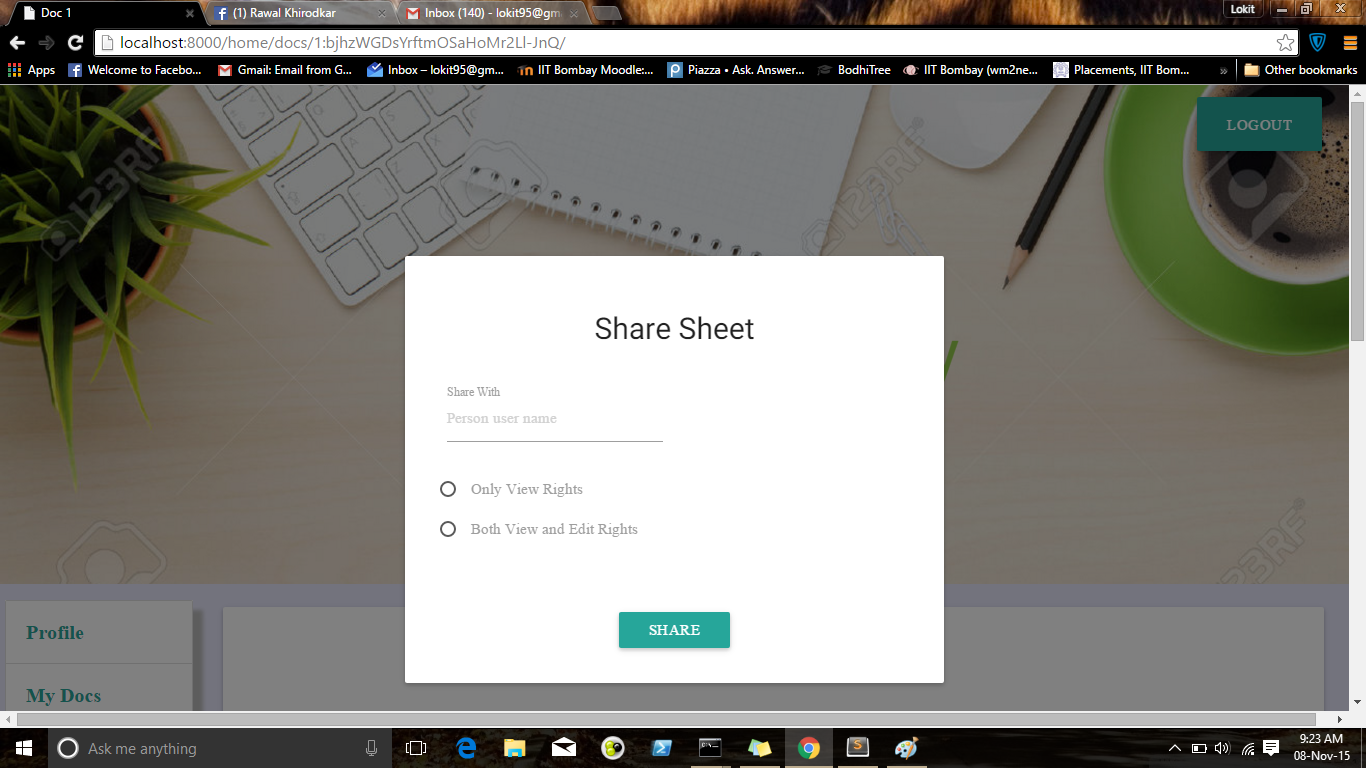 Doc 1
(1) Rawal Khirodkar
Inbox (140) - lokit95@gm
Lokit
localhost:8000/home/docs/1:bjhzWGDsYrftmOSaHoMr2Ll-JnQ/
Apps
Welcome to Facebo...
Gmail: Email from G...
Inbox – lokit95@gm...
IIT Bombay Moodle:...
Piazza • Ask. Answer...
BodhiTree
IIT Bombay (wm2ne...
Placements, IIT Bom...
»
Other bookmarks
LOGOUT
123RF
123RF
123RF
Share Sheet
Share With
Person user name
Only View Rights
Both View and Edit Rights
SHARE
Profile
My Docs
Ask me anything
9:23 AM
08-Nov-15